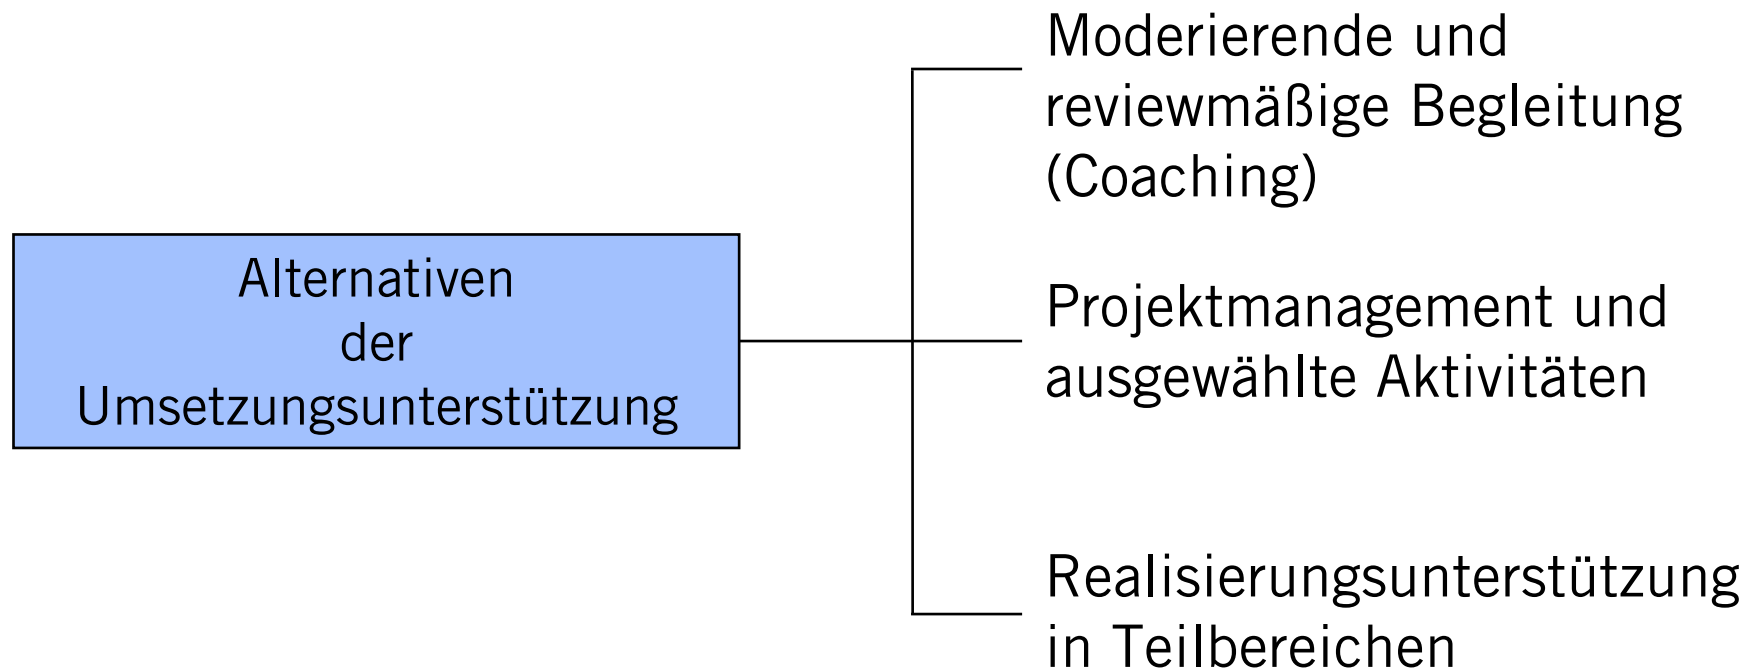 Alternativen
der
Umsetzungsunterstützung
Moderierende und
reviewmäßige Begleitung
(Coaching)
Projektmanagement und
ausgewählte Aktivitäten
Realisierungsunterstützung
in Teilbereichen